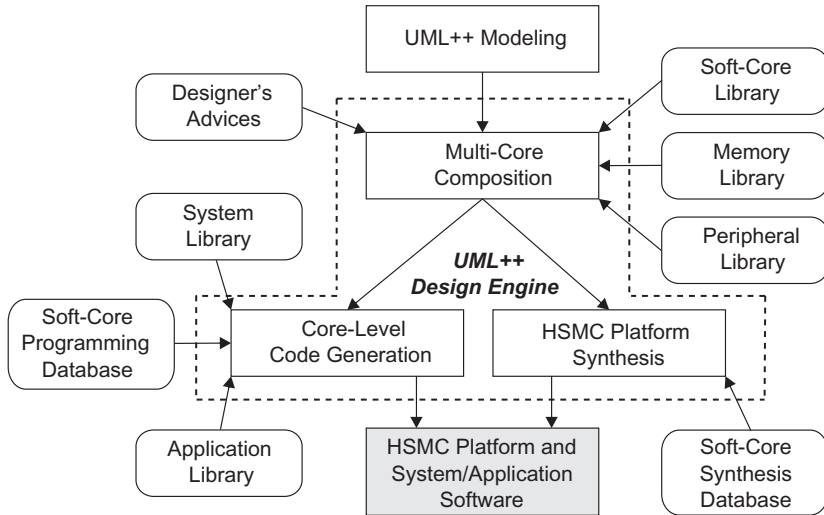 UML++ Modeling
Soft-Core
Library
Designer's
Advices
Multi-Core
Composition
Memory
Library
System
Library
Peripheral
Library
UML++
Design Engine
Soft-Core
Programming
Database
Core-Level
Code Generation
HSMC Platform
Synthesis
Application
Library
HSMC Platform and
System/Application
Software
Soft-Core
Synthesis
Database